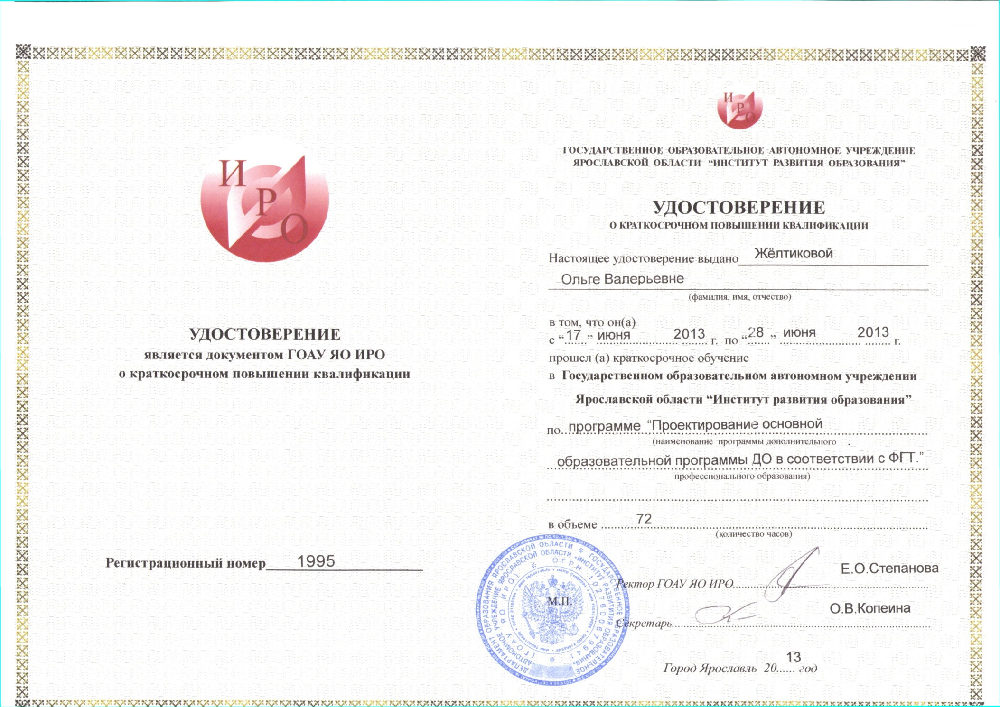 И
Р
О
УДОСТОВЕРЕНИЕ
является документом ГОАУ ЯО ИРО
о краткосрочном повышении квалификации
Регистрационный номер 1995
И
Р
О
ГОСУДАРСТВЕННОЕ ОБРАЗОВАТЕЛЬНОЕ АВТОНОМНОЕ УЧРЕЖДЕНИЕ
ЯРОСЛАВСКОЙ ОБЛАСТИ “ИНСТИТУТ РАЗВИТИЯ ОБРАЗОВАНИЯ”
УДОСТОВЕРЕНИЕ
О КРАТКОСРОЧНОМ ПОВЫШЕНИИ КВАЛИФИКАЦИИ
Настоящее удостоверение выдано Жёлтиковой
Ольге Валерьевне
(фамилия, имя, отчество)
в том, что он(а)
с “17” июня 2013 г. по “28„ июня 2013 г.
прошел (а) краткосрочное обучение
в Государственном образовательном автономном учреждении
Ярославской области “Институт развития образования”
по программе “Проектирование основной
(наименование программы дополнительного
образовательной программы ДО в соответствии с ФГТ.”
профессионального образования)
в объеме 72
(количество часов)
Ректор ГОАУ ЯО ИРО Е.О.Степанова
М.П.
Секретарь О.В.Копеина
Город Ярославль 2013 год
ДЕПАРТАМЕНТ ОБРАЗОВАНИЯ ЯРОСЛАВСКОЙ ОБЛАСТИ * ГОСУДАРСТВЕННОЕ ОБРАЗОВАТЕЛЬНОЕ
АВТОНОМНОЕ УЧРЕЖДЕНИЕ ЯРОСЛАВСКОЙ ОБЛАСТИ «ИНСТИТУТ РАЗВИТИЯ ОБРАЗОВАНИЯ»
(ГОАУ ЯО ИРО) * ОГРН 1027600679941 *